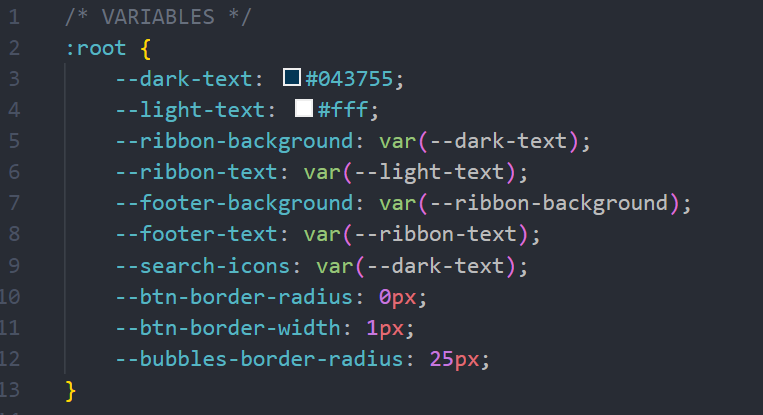 1 /* VARIABLES */
2 :root {
3     --dark-text: #043755;
4     --light-text: #fff;
5     --ribbon-background: var(--dark-text);
6     --ribbon-text: var(--light-text);
7     --footer-background: var(--ribbon-background);
8     --footer-text: var(--ribbon-text);
9     --search-icons: var(--dark-text);
10     --btn-border-radius: 0px;
11     --btn-border-width: 1px;
12     --bubbles-border-radius: 25px;
13 }